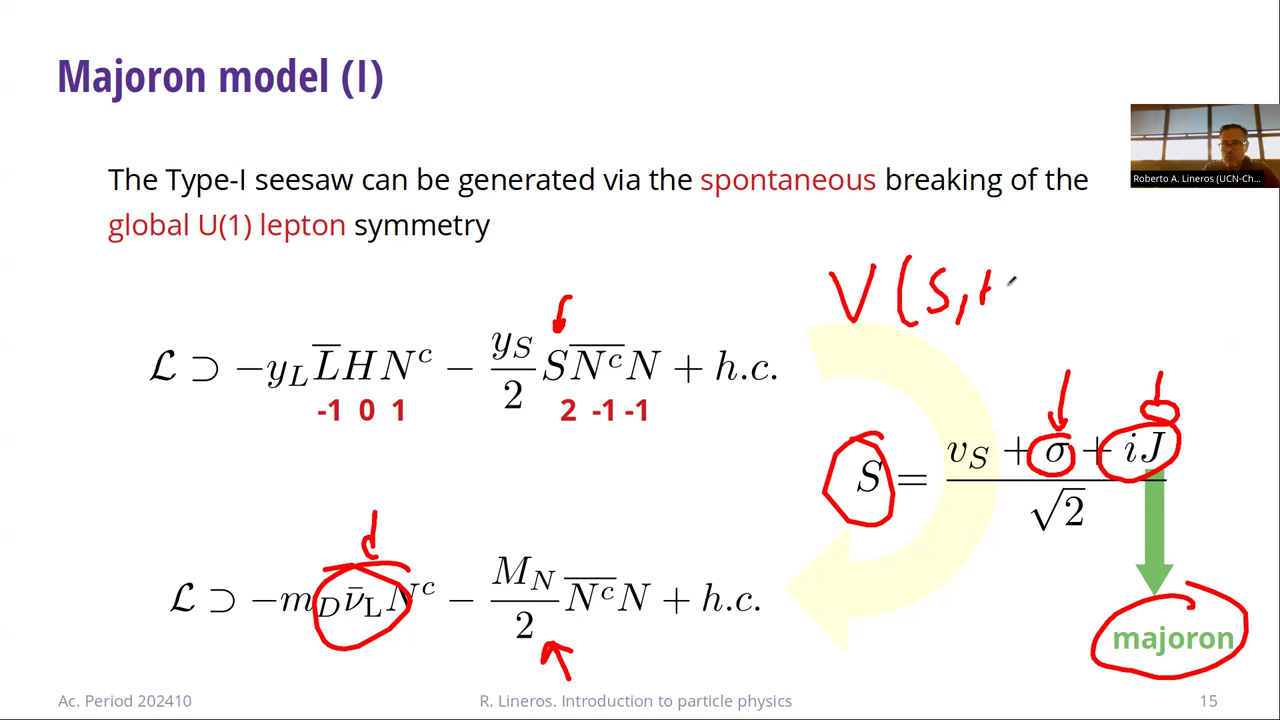 Majoron model (I)
Roberto A. Lineros (UCN-Ch...
The Type-I seesaw can be generated via the spontaneous breaking of the
global U(1) lepton symmetry
V(S,H
ℒ ⊃ −y_L L̅HN^c − y_S/2 SN̅^c̅N + h.c.
-1 0 1 2 -1 -1
S = (v_S + σ + iJ)/√2
ℒ ⊃ −m_D ν̄_L N^c − M_N/2 N̅^c̅N + h.c.
majoron
Ac. Period 202410
R. Lineros. Introduction to particle physics
15